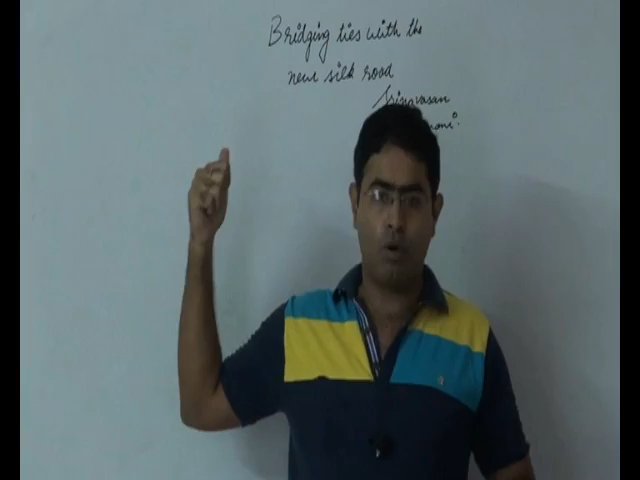 Bridging ties with the
new silk road
Srinivasan